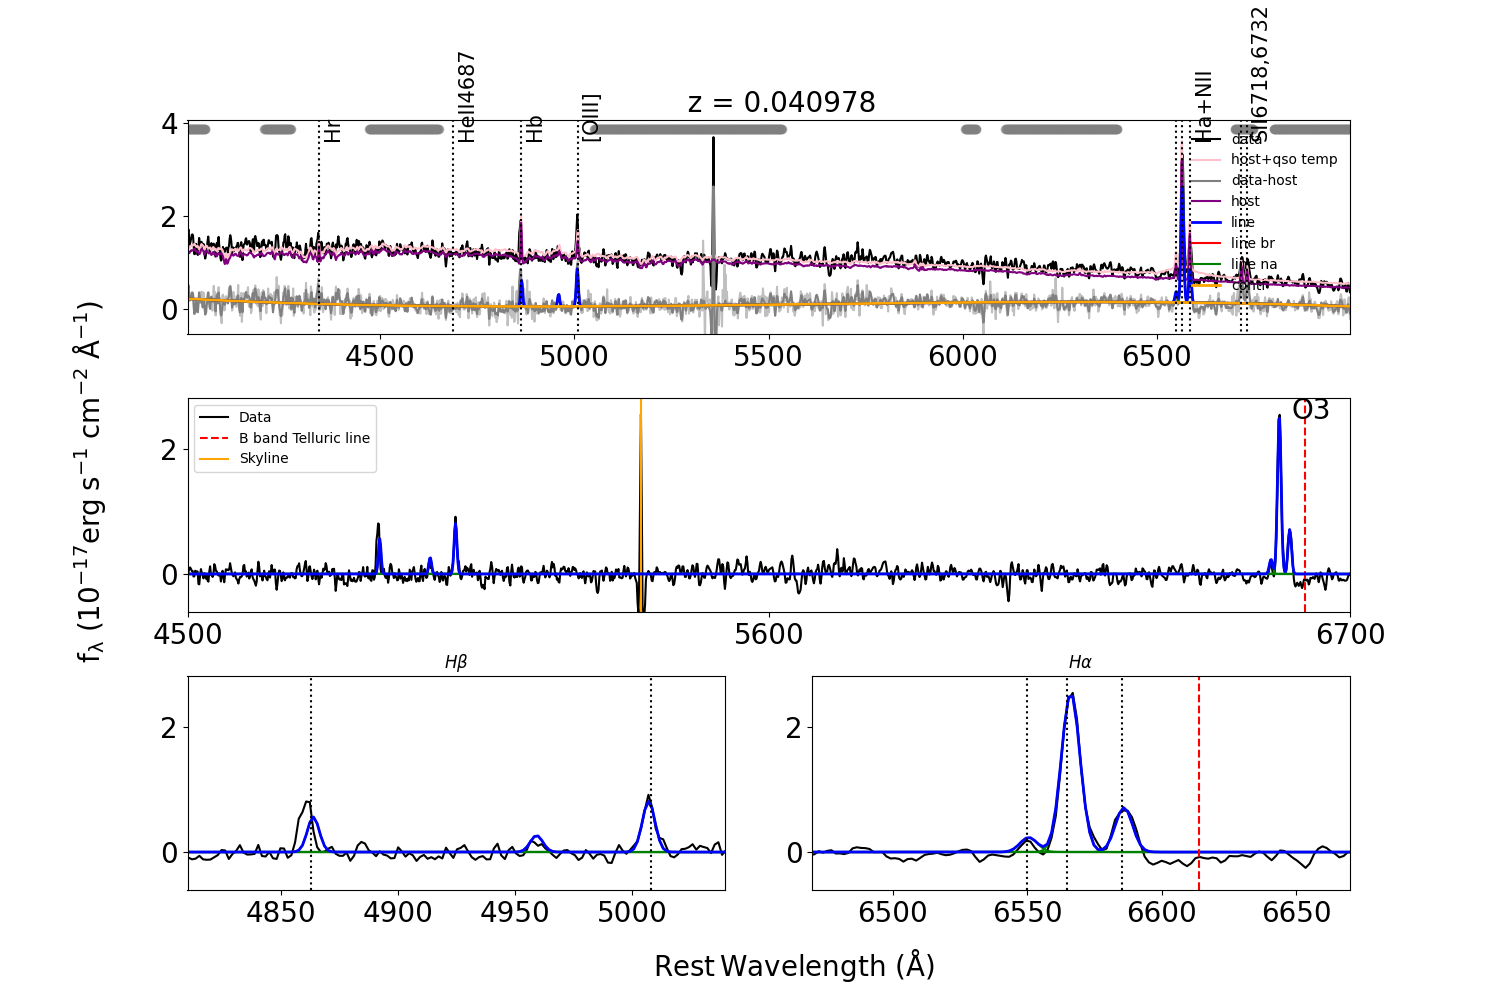 z = 0.040978
Hr
HeII4687
Hb
[OIII]
Ha+NII
SII6718,6732
data
host+qso temp
data-host
host
line
line br
line na
conti
4
2
0
4500
5000
5500
6000
6500
Data
B band Telluric line
Skyline
O3
2
0
4500
5600
6700
fλ (10⁻¹⁷erg s⁻¹ cm⁻² Å⁻¹)
Hβ
2
0
4850
4900
4950
5000
Hα
2
0
6500
6550
6600
6650
Rest Wavelength (Å)